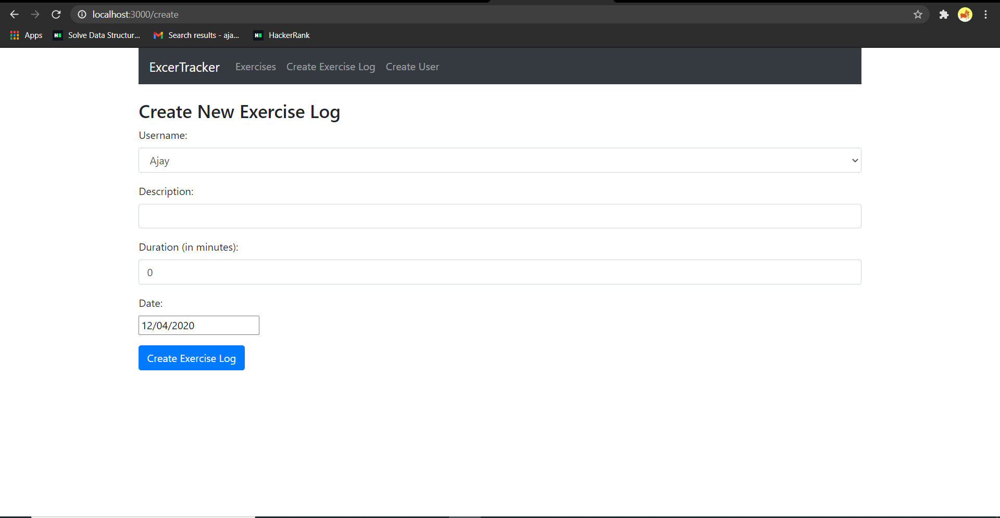 localhost:3000/create
Apps Solve Data Structur... Search results - aja... HackerRank
ExcerTracker Exercises Create Exercise Log Create User
Create New Exercise Log
Username:
Ajay
Description:
Duration (in minutes):
0
Date:
12/04/2020
Create Exercise Log